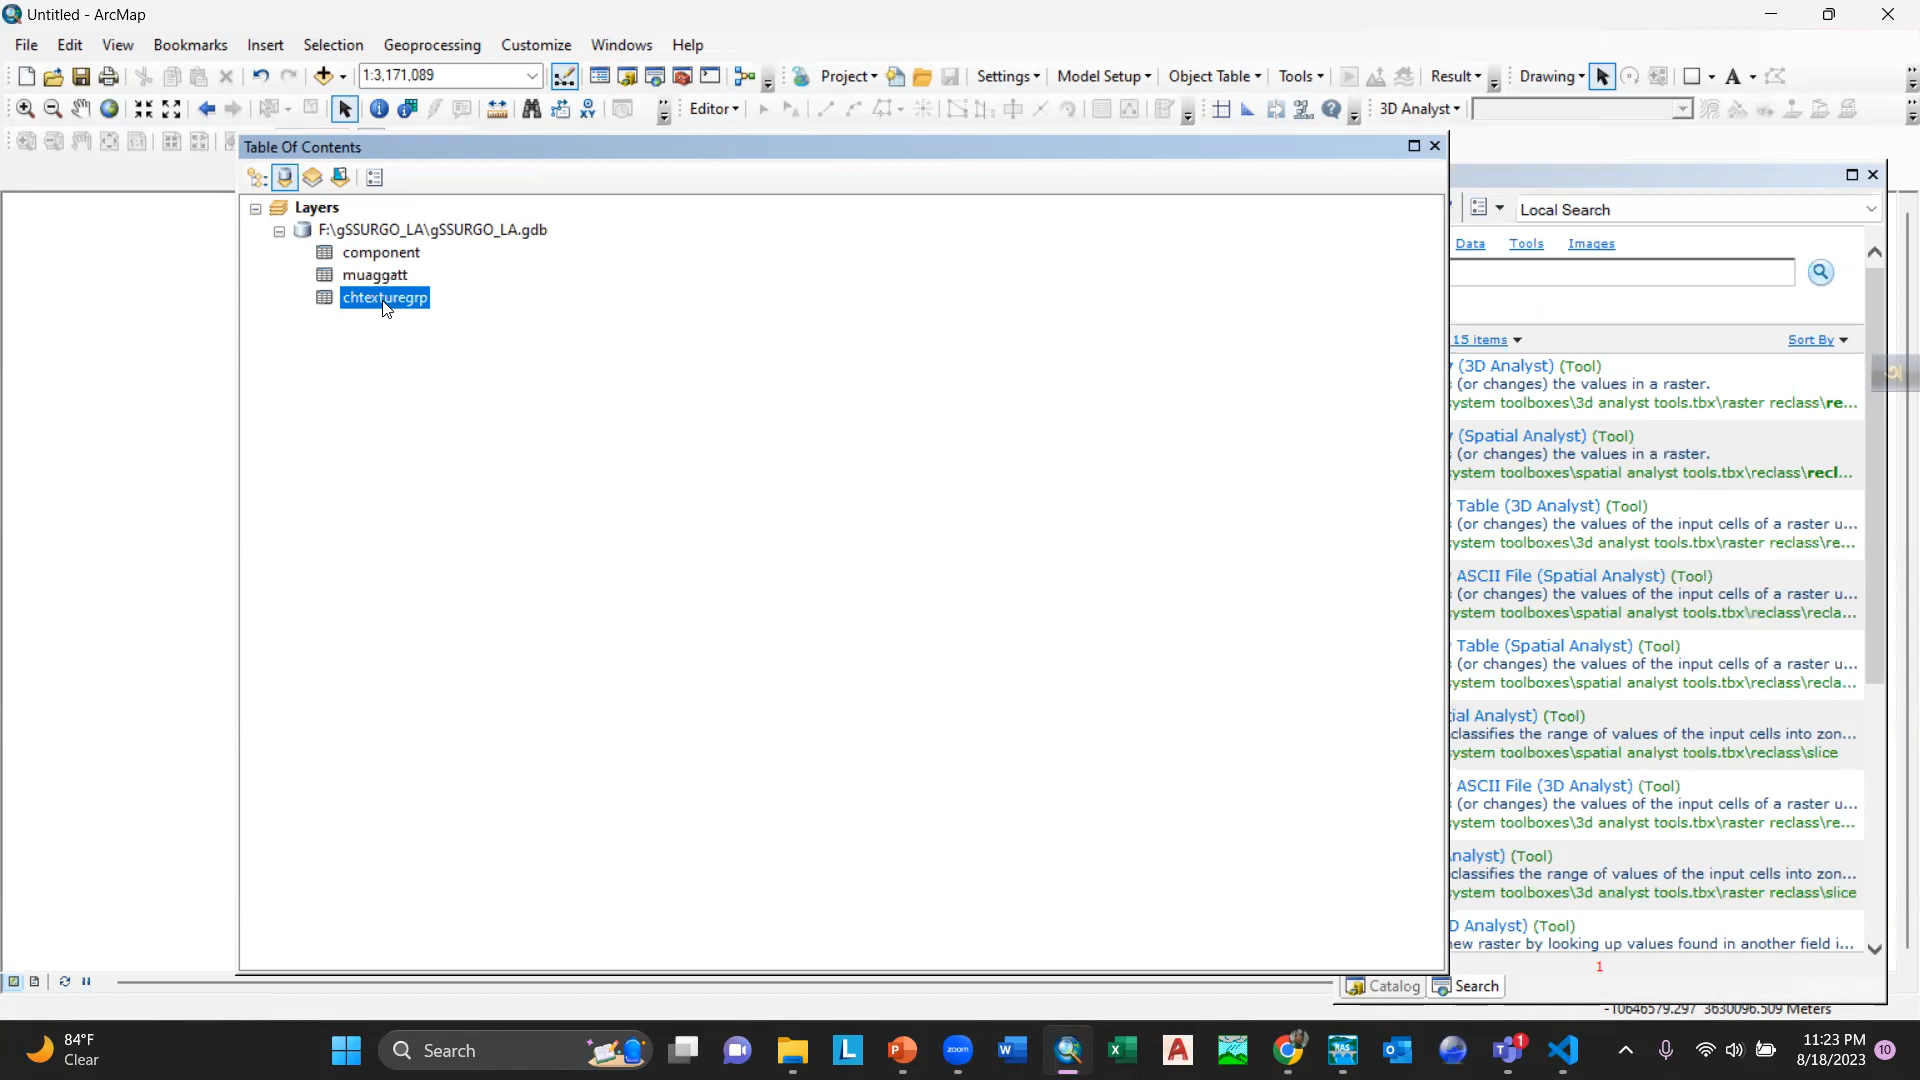 Untitled - ArcMap
File Edit View Bookmarks Insert Selection Geoprocessing Customize Windows Help
1:3,171,089 Project Settings Model Setup Object Table Tools Result Drawing A
Editor 3D Analyst
Table Of Contents
Layers
F:\gSSURGO_LA\gSSURGO_LA.gdb
component
muaggatt
chtexturegrp
Local Search
Data Tools Images
15 items Sort By
(3D Analyst) (Tool)
(or changes) the values in a raster.
ystem toolboxes\3d analyst tools.tbx\raster reclass\re...
(Spatial Analyst) (Tool)
(or changes) the values in a raster.
ystem toolboxes\spatial analyst tools.tbx\reclass\recl...
Table (3D Analyst) (Tool)
(or changes) the values of the input cells of a raster u...
ystem toolboxes\3d analyst tools.tbx\raster reclass\re...
ASCII File (Spatial Analyst) (Tool)
(or changes) the values of the input cells of a raster u...
ystem toolboxes\spatial analyst tools.tbx\reclass\recla...
Table (Spatial Analyst) (Tool)
(or changes) the values of the input cells of a raster u...
ystem toolboxes\spatial analyst tools.tbx\reclass\recla...
ial Analyst) (Tool)
classifies the range of values of the input cells into zon...
ystem toolboxes\spatial analyst tools.tbx\reclass\slice
ASCII File (3D Analyst) (Tool)
(or changes) the values of the input cells of a raster u...
ystem toolboxes\3d analyst tools.tbx\raster reclass\re...
nalyst) (Tool)
classifies the range of values of the input cells into zon...
ystem toolboxes\3d analyst tools.tbx\raster reclass\slice
D Analyst) (Tool)
ew raster by looking up values found in another field i...
1
Catalog Search
-10646579.297 3630096.509 Meters
84°F
Clear
Search
zoom
RAS
1
11:23 PM
8/18/2023
10